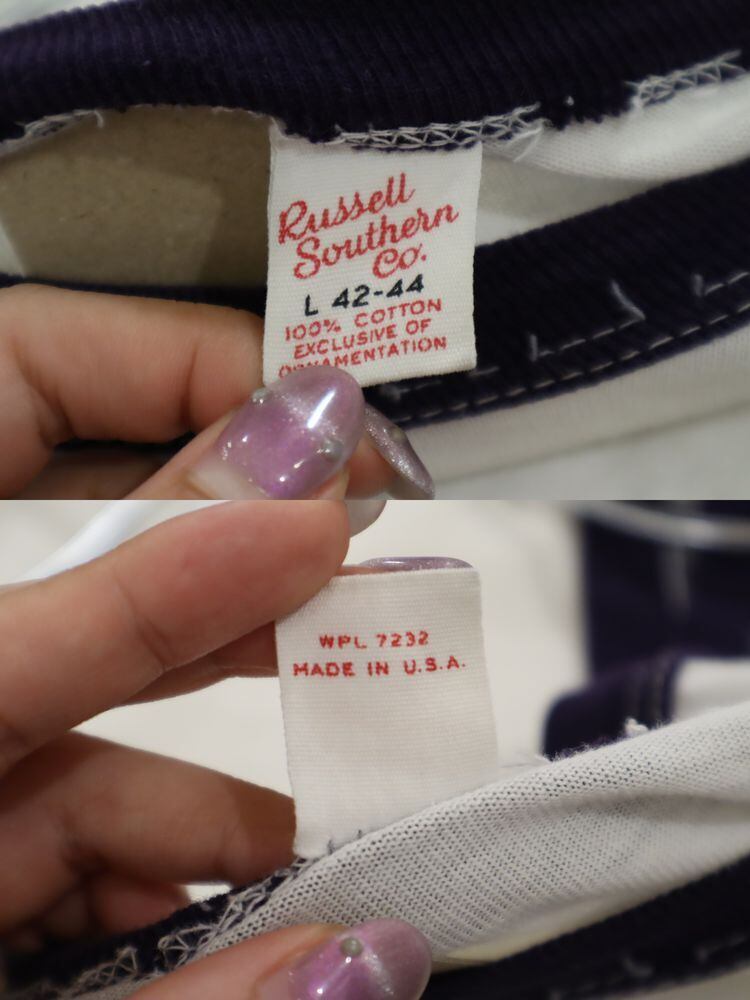 Russell
Southern
Co.
L 42-44
100% COTTON
EXCLUSIVE OF
ORNAMENTATION
WPL 7232
MADE IN U.S.A.